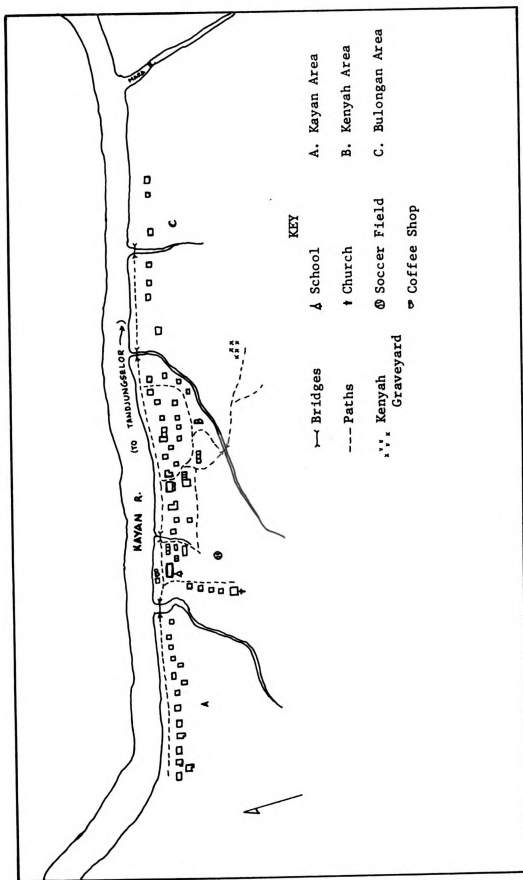 KAYAN R.
(TO TANDJUNGSELOR →)
MARA
A
B
C
KEY
Bridges
Paths
Kenyah
Graveyard
School
Church
Soccer Field
Coffee Shop
A. Kayan Area
B. Kenyah Area
C. Bulongan Area